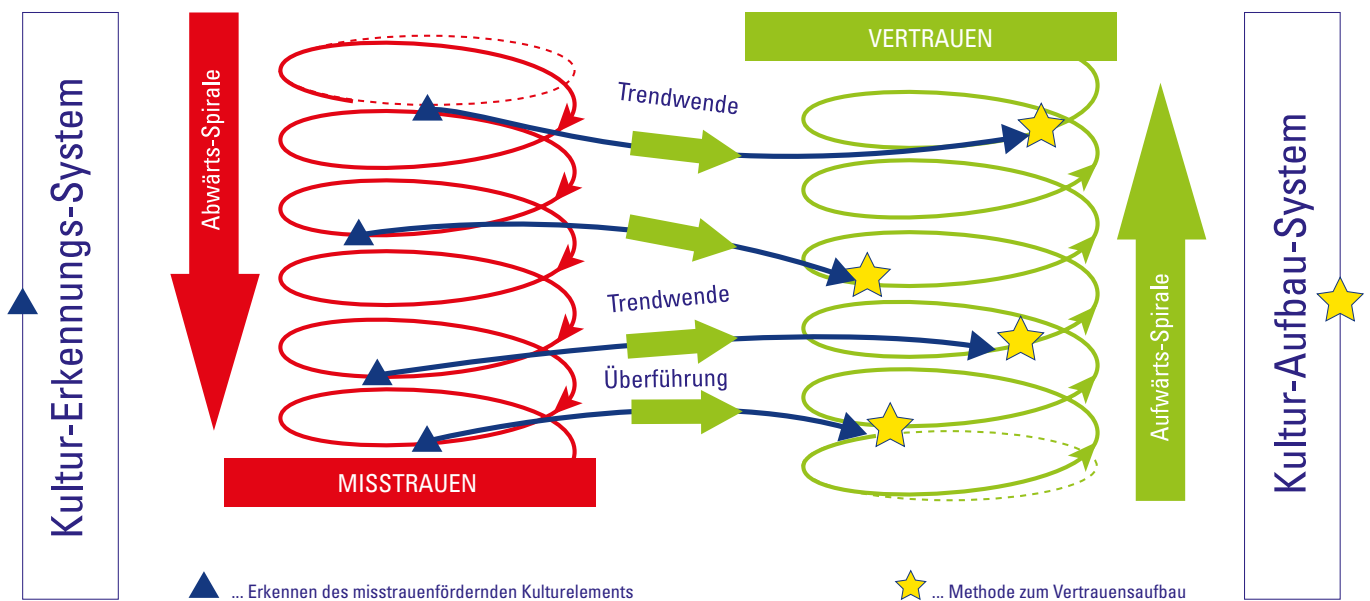 Kultur-Erkennungs-System
Abwärts-Spirale
MISSTRAUEN
Trendwende
Trendwende
Überführung
VERTRAUEN
Aufwärts-Spirale
Kultur-Aufbau-System
... Erkennen des misstrauenfördernden Kulturelements
... Methode zum Vertrauensaufbau